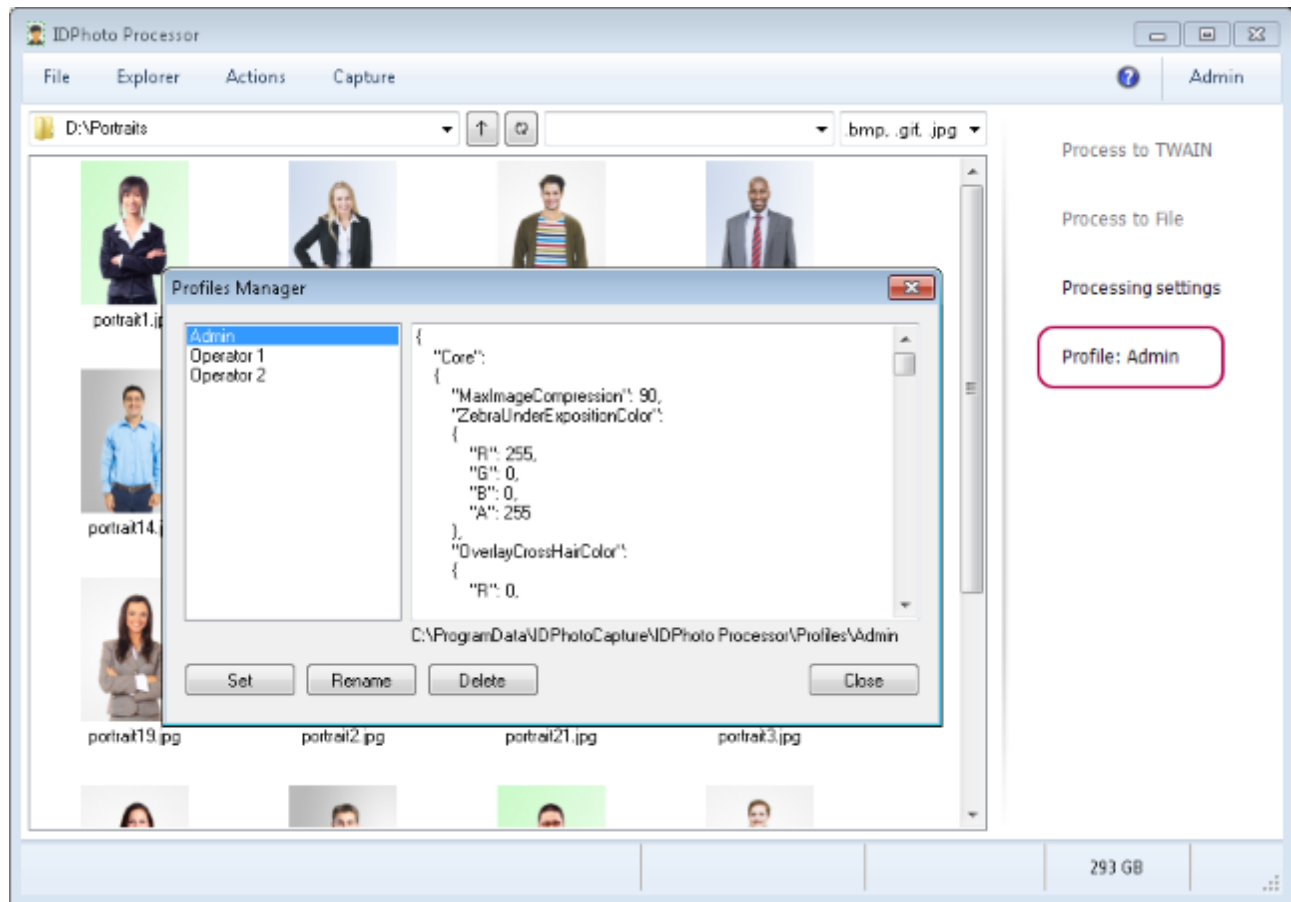 IDPhoto Processor
File Explorer Actions Capture Admin
D:\Portraits .bmp, .gif, .jpg
Process to TWAIN
Process to File
Processing settings
Profile: Admin
Profiles Manager
portrait1.jp
Admin
Operator 1
Operator 2
{
"Core":
{
"MaxImageCompression": 90,
"ZebraUnderExpositionColor":
{
"R": 255,
"G": 0,
"B": 0,
"A": 255
},
"OverlayCrossHairColor":
{
"R": 0,
portrait14.j
C:\ProgramData\IDPhotoCapture\IDPhoto Processor\Profiles\Admin
Set Rename Delete Close
portrait19.jpg portrait2.jpg portrait21.jpg portrait3.jpg
293 GB